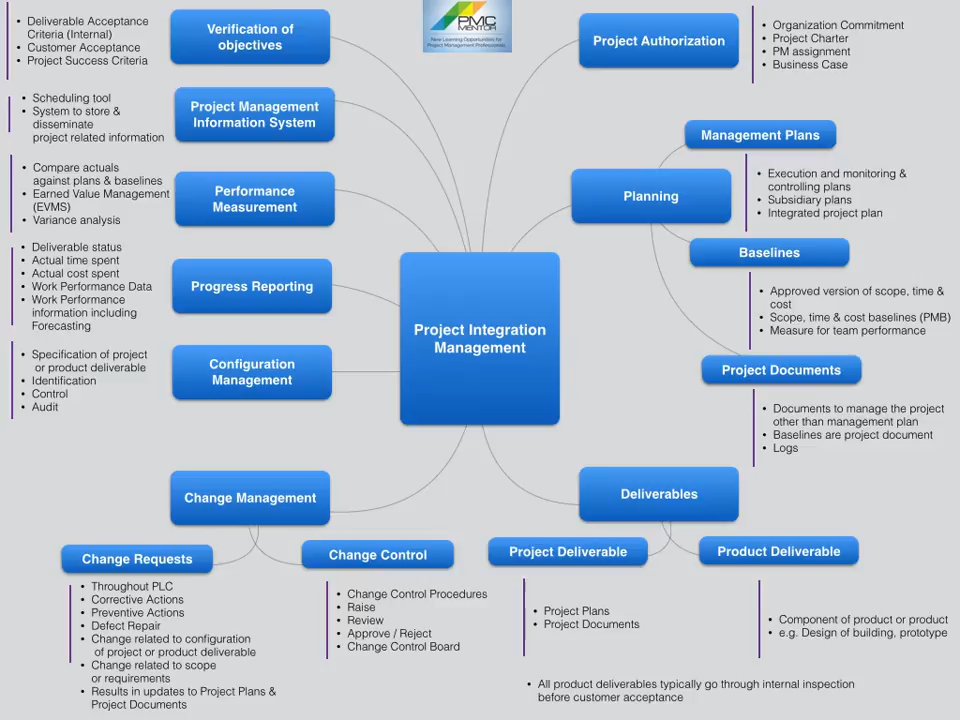 PMC
MENTOR
New Learning Opportunities for
Project Management Professionals
• Deliverable Acceptance
Criteria (Internal)
• Customer Acceptance
• Project Success Criteria
Verification of
objectives
• Scheduling tool
• System to store &
disseminate
project related information
Project Management
Information System
• Compare actuals
against plans & baselines
• Earned Value Management
(EVMS)
• Variance analysis
Performance
Measurement
• Deliverable status
• Actual time spent
• Actual cost spent
• Work Performance Data
• Work Performance
information including
Forecasting
Progress Reporting
• Specification of project
or product deliverable
• Identification
• Control
• Audit
Configuration
Management
Project Integration
Management
Project Authorization
• Organization Commitment
• Project Charter
• PM assignment
• Business Case
Planning
Management Plans
• Execution and monitoring &
controlling plans
• Subsidiary plans
• Integrated project plan
Baselines
• Approved version of scope, time &
cost
• Scope, time & cost baselines (PMB)
• Measure for team performance
Project Documents
• Documents to manage the project
other than management plan
• Baselines are project document
• Logs
Change Management
Change Requests
• Throughout PLC
• Corrective Actions
• Preventive Actions
• Defect Repair
• Change related to configuration
of project or product deliverable
• Change related to scope
or requirements
• Results in updates to Project Plans &
Project Documents
Change Control
• Change Control Procedures
• Raise
• Review
• Approve / Reject
• Change Control Board
Deliverables
Project Deliverable
• Project Plans
• Project Documents
Product Deliverable
• Component of product or product
• e.g. Design of building, prototype
• All product deliverables typically go through internal inspection
before customer acceptance